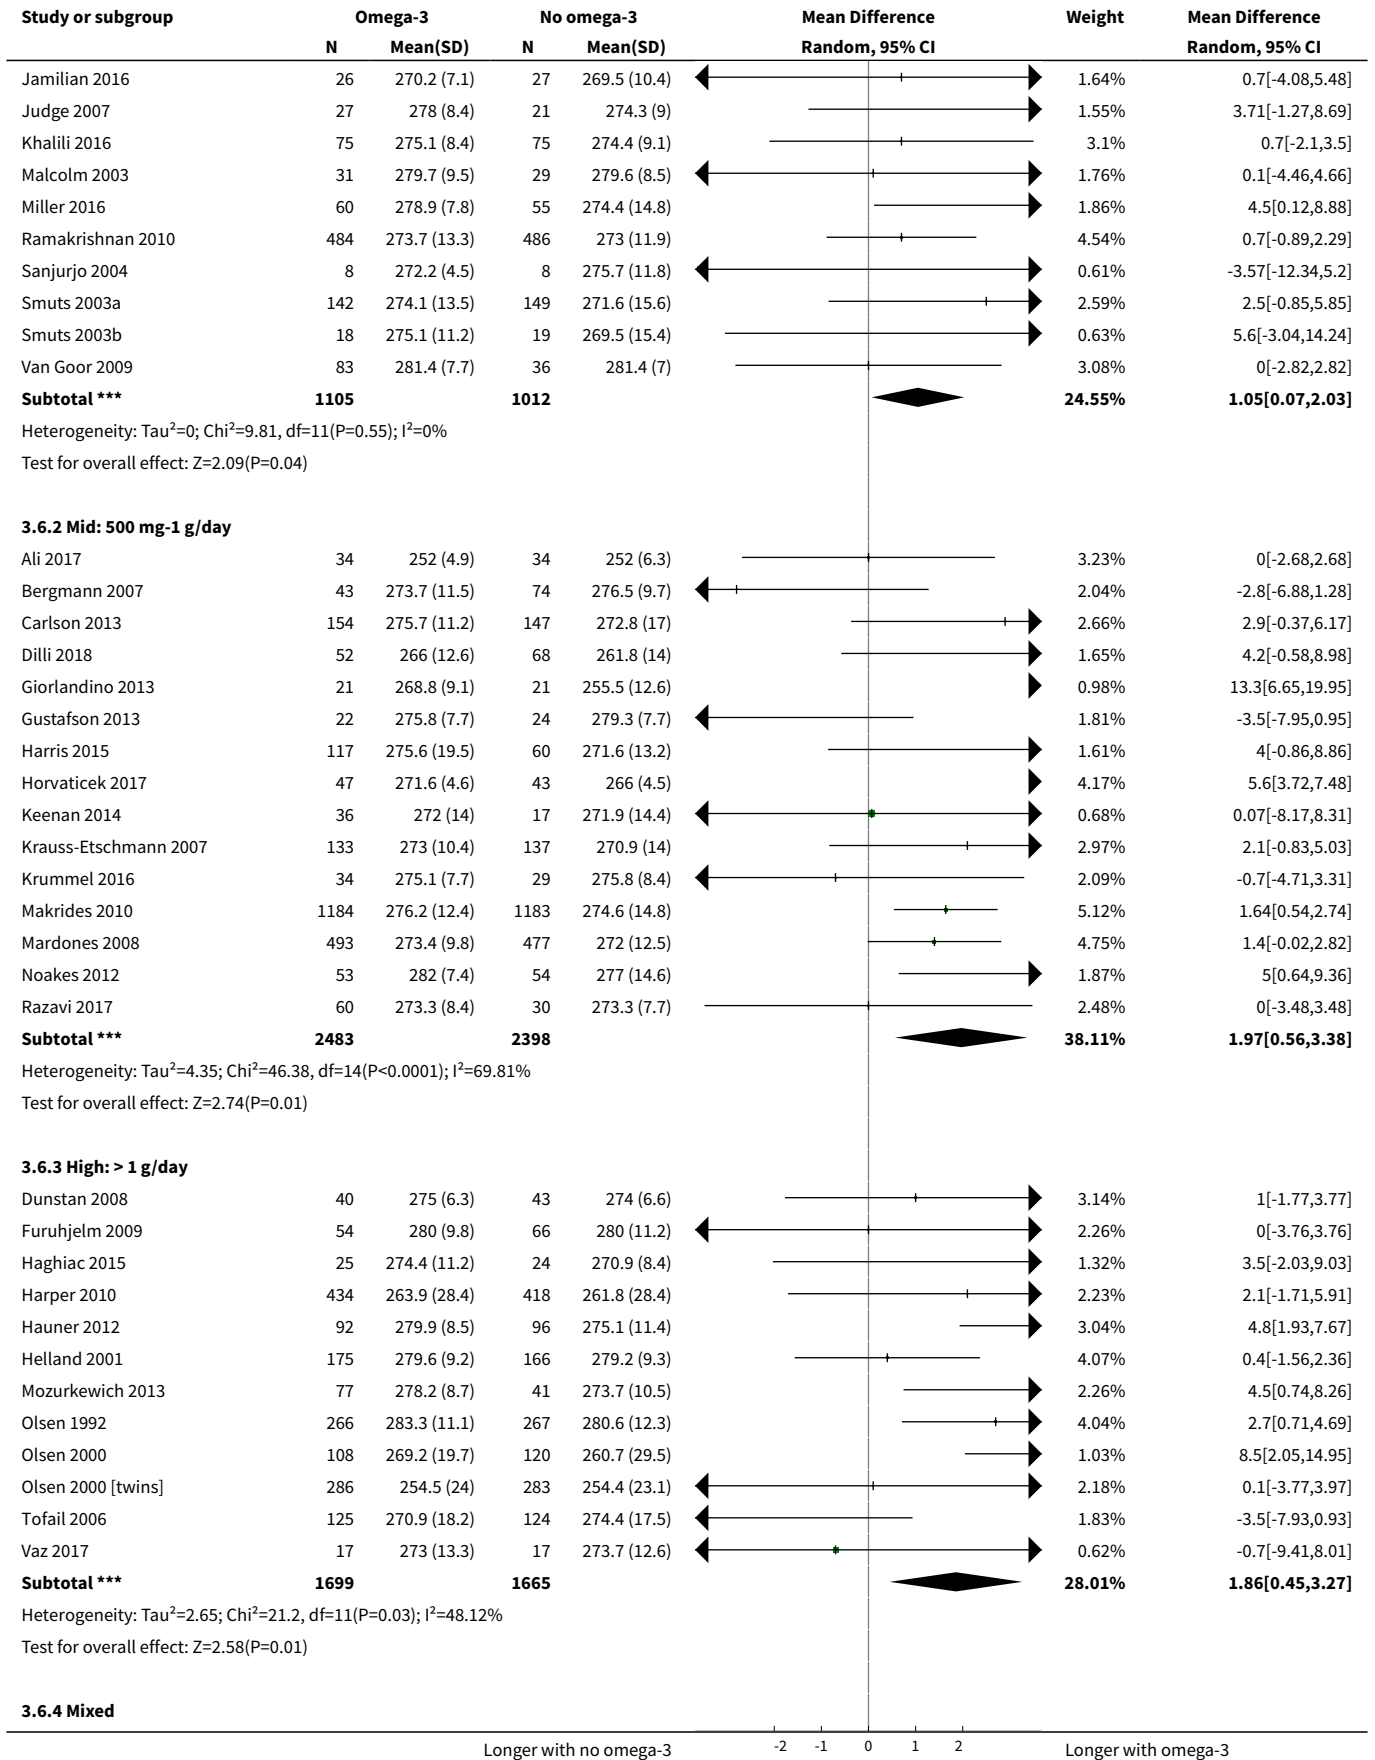 Study or subgroup Omega-3 No omega-3 Mean Difference Weight Mean Difference
N Mean(SD) N Mean(SD) Random, 95% CI Random, 95% CI
Jamilian 2016 26 270.2 (7.1) 27 269.5 (10.4) 1.64% 0.7[-4.08,5.48]
Judge 2007 27 278 (8.4) 21 274.3 (9) 1.55% 3.71[-1.27,8.69]
Khalili 2016 75 275.1 (8.4) 75 274.4 (9.1) 3.1% 0.7[-2.1,3.5]
Malcolm 2003 31 279.7 (9.5) 29 279.6 (8.5) 1.76% 0.1[-4.46,4.66]
Miller 2016 60 278.9 (7.8) 55 274.4 (14.8) 1.86% 4.5[0.12,8.88]
Ramakrishnan 2010 484 273.7 (13.3) 486 273 (11.9) 4.54% 0.7[-0.89,2.29]
Sanjurjo 2004 8 272.2 (4.5) 8 275.7 (11.8) 0.61% -3.57[-12.34,5.2]
Smuts 2003a 142 274.1 (13.5) 149 271.6 (15.6) 2.59% 2.5[-0.85,5.85]
Smuts 2003b 18 275.1 (11.2) 19 269.5 (15.4) 0.63% 5.6[-3.04,14.24]
Van Goor 2009 83 281.4 (7.7) 36 281.4 (7) 3.08% 0[-2.82,2.82]
Subtotal *** 1105 1012 24.55% 1.05[0.07,2.03]
Heterogeneity: Tau²=0; Chi²=9.81, df=11(P=0.55); I²=0%
Test for overall effect: Z=2.09(P=0.04)
3.6.2 Mid: 500 mg-1 g/day
Ali 2017 34 252 (4.9) 34 252 (6.3) 3.23% 0[-2.68,2.68]
Bergmann 2007 43 273.7 (11.5) 74 276.5 (9.7) 2.04% -2.8[-6.88,1.28]
Carlson 2013 154 275.7 (11.2) 147 272.8 (17) 2.66% 2.9[-0.37,6.17]
Dilli 2018 52 266 (12.6) 68 261.8 (14) 1.65% 4.2[-0.58,8.98]
Giorlandino 2013 21 268.8 (9.1) 21 255.5 (12.6) 0.98% 13.3[6.65,19.95]
Gustafson 2013 22 275.8 (7.7) 24 279.3 (7.7) 1.81% -3.5[-7.95,0.95]
Harris 2015 117 275.6 (19.5) 60 271.6 (13.2) 1.61% 4[-0.86,8.86]
Horvaticek 2017 47 271.6 (4.6) 43 266 (4.5) 4.17% 5.6[3.72,7.48]
Keenan 2014 36 272 (14) 17 271.9 (14.4) 0.68% 0.07[-8.17,8.31]
Krauss-Etschmann 2007 133 273 (10.4) 137 270.9 (14) 2.97% 2.1[-0.83,5.03]
Krummel 2016 34 275.1 (7.7) 29 275.8 (8.4) 2.09% -0.7[-4.71,3.31]
Makrides 2010 1184 276.2 (12.4) 1183 274.6 (14.8) 5.12% 1.64[0.54,2.74]
Mardones 2008 493 273.4 (9.8) 477 272 (12.5) 4.75% 1.4[-0.02,2.82]
Noakes 2012 53 282 (7.4) 54 277 (14.6) 1.87% 5[0.64,9.36]
Razavi 2017 60 273.3 (8.4) 30 273.3 (7.7) 2.48% 0[-3.48,3.48]
Subtotal *** 2483 2398 38.11% 1.97[0.56,3.38]
Heterogeneity: Tau²=4.35; Chi²=46.38, df=14(P<0.0001); I²=69.81%
Test for overall effect: Z=2.74(P=0.01)
3.6.3 High: > 1 g/day
Dunstan 2008 40 275 (6.3) 43 274 (6.6) 3.14% 1[-1.77,3.77]
Furuhjelm 2009 54 280 (9.8) 66 280 (11.2) 2.26% 0[-3.76,3.76]
Haghiac 2015 25 274.4 (11.2) 24 270.9 (8.4) 1.32% 3.5[-2.03,9.03]
Harper 2010 434 263.9 (28.4) 418 261.8 (28.4) 2.23% 2.1[-1.71,5.91]
Hauner 2012 92 279.9 (8.5) 96 275.1 (11.4) 3.04% 4.8[1.93,7.67]
Helland 2001 175 279.6 (9.2) 166 279.2 (9.3) 4.07% 0.4[-1.56,2.36]
Mozurkewich 2013 77 278.2 (8.7) 41 273.7 (10.5) 2.26% 4.5[0.74,8.26]
Olsen 1992 266 283.3 (11.1) 267 280.6 (12.3) 4.04% 2.7[0.71,4.69]
Olsen 2000 108 269.2 (19.7) 120 260.7 (29.5) 1.03% 8.5[2.05,14.95]
Olsen 2000 [twins] 286 254.5 (24) 283 254.4 (23.1) 2.18% 0.1[-3.77,3.97]
Tofail 2006 125 270.9 (18.2) 124 274.4 (17.5) 1.83% -3.5[-7.93,0.93]
Vaz 2017 17 273 (13.3) 17 273.7 (12.6) 0.62% -0.7[-9.41,8.01]
Subtotal *** 1699 1665 28.01% 1.86[0.45,3.27]
Heterogeneity: Tau²=2.65; Chi²=21.2, df=11(P=0.03); I²=48.12%
Test for overall effect: Z=2.58(P=0.01)
3.6.4 Mixed
Longer with no omega-3 -2 -1 0 1 2 Longer with omega-3